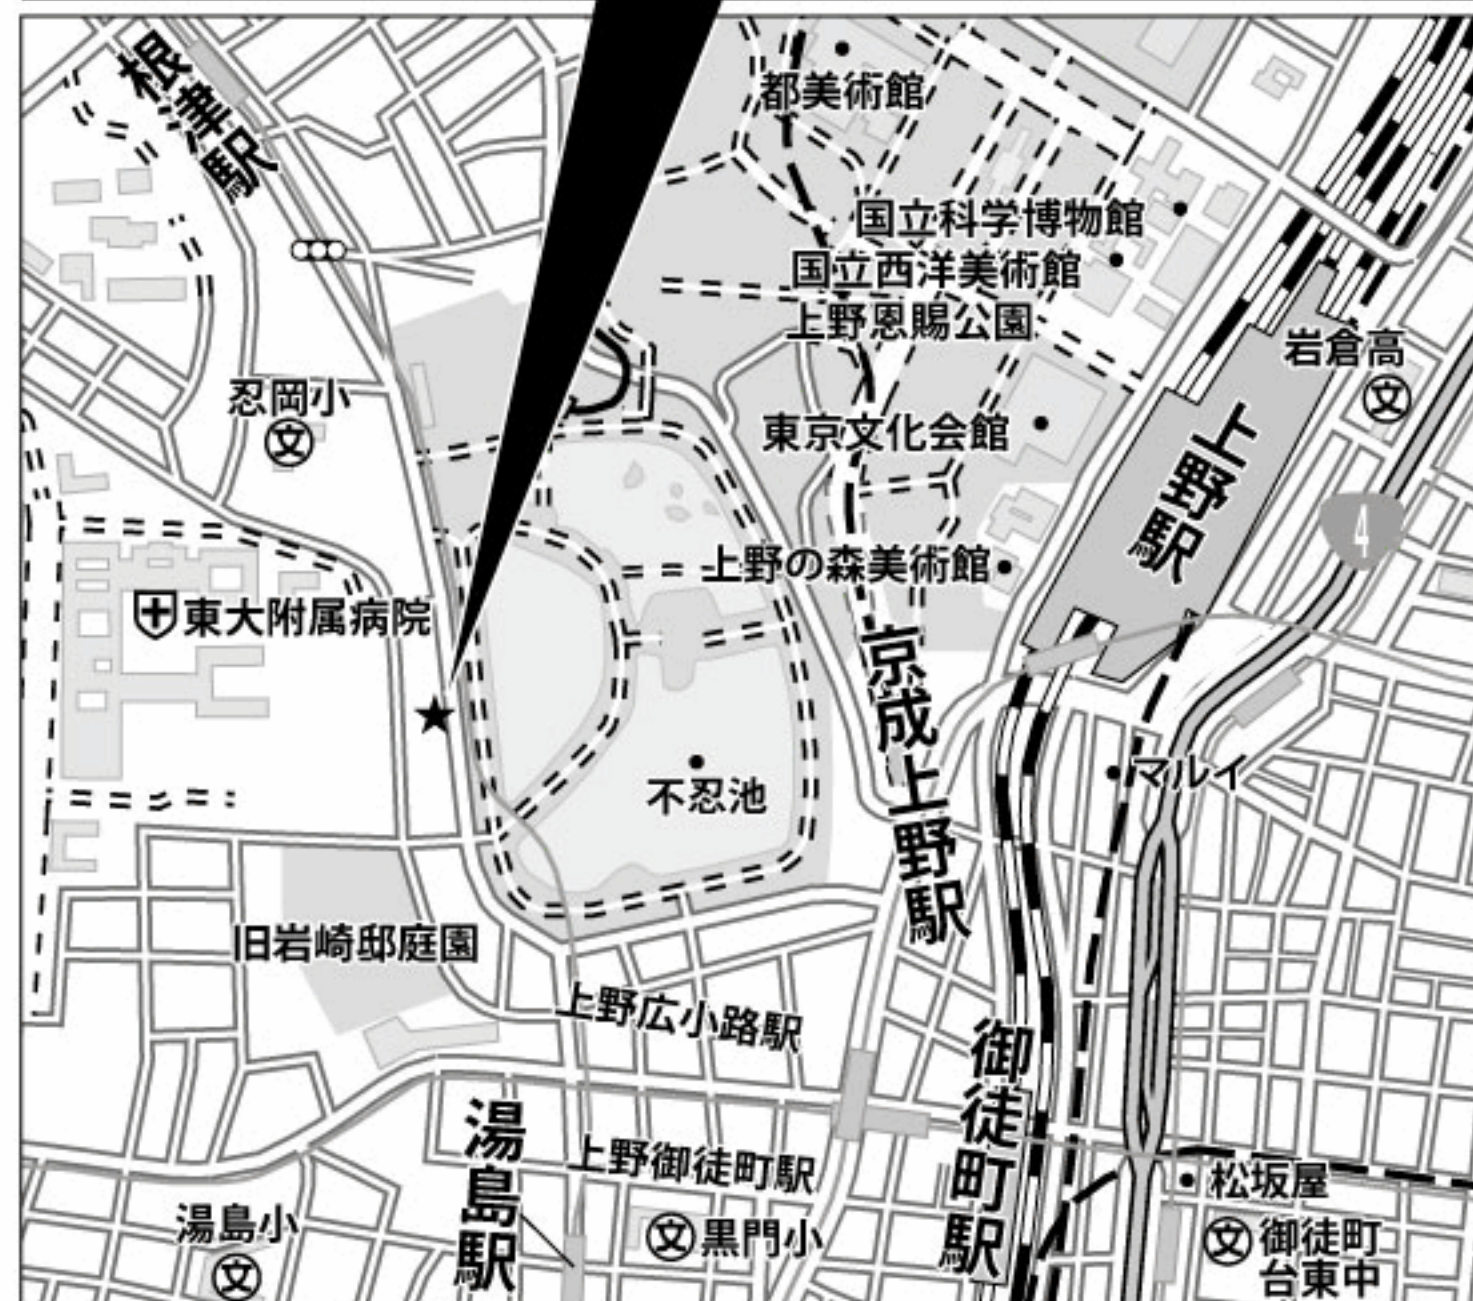 根津駅
都美術館
国立科学博物館
国立西洋美術館
上野恩賜公園
岩倉高
文
忍岡小
文
東京文化会館
上野駅
4
上野の森美術館
東大附属病院
京成上野駅
マルイ
不忍池
旧岩崎邸庭園
上野広小路駅
御徒町駅
湯島駅
上野御徒町駅
松坂屋
湯島小
文
文黒門小
文御徒町
台東中